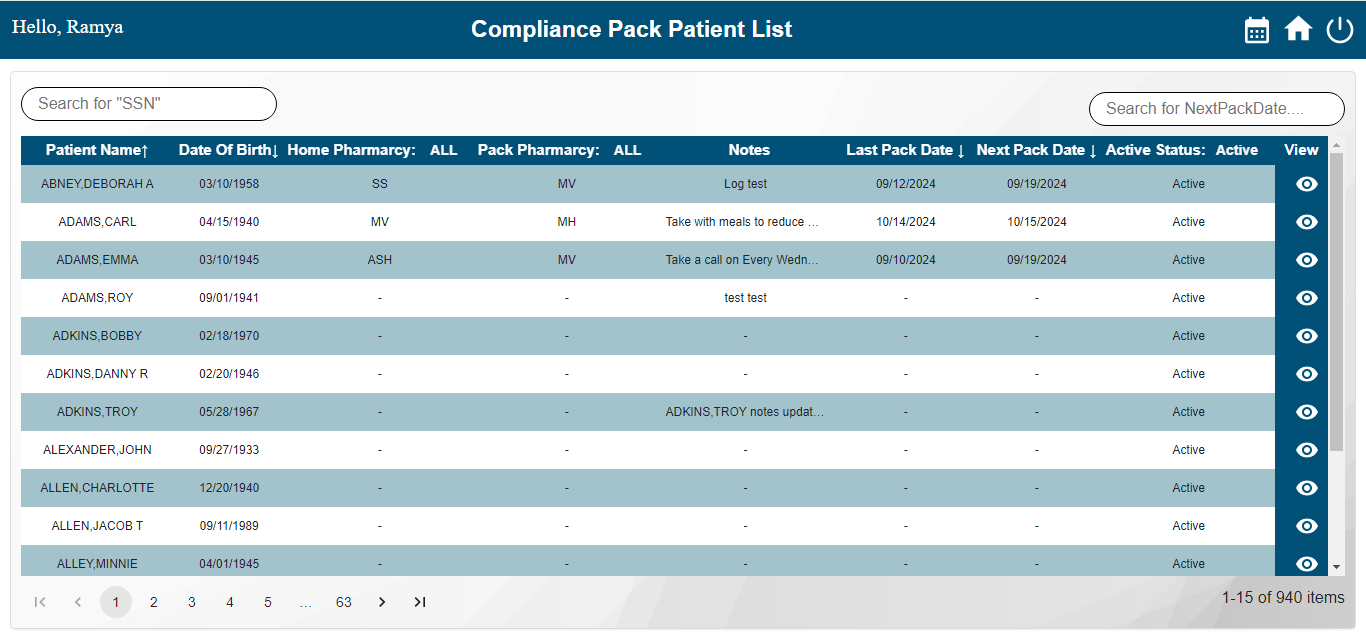 Hello, Ramya
Compliance Pack Patient List
Search for "SSN"
Search for NextPackDate....
Patient Name↑ Date Of Birth↓ Home Pharmarcy: ALL Pack Pharmarcy: ALL Notes Last Pack Date ↓ Next Pack Date ↓ Active Status: Active View
ABNEY,DEBORAH A 03/10/1958 SS MV Log test 09/12/2024 09/19/2024 Active
ADAMS,CARL 04/15/1940 MV MH Take with meals to reduce ... 10/14/2024 10/15/2024 Active
ADAMS,EMMA 03/10/1945 ASH MV Take a call on Every Wedn... 09/10/2024 09/19/2024 Active
ADAMS,ROY 09/01/1941 - - test test - - Active
ADKINS,BOBBY 02/18/1970 - - - - - Active
ADKINS,DANNY R 02/20/1946 - - - - - Active
ADKINS,TROY 05/28/1967 - - ADKINS,TROY notes updat... - - Active
ALEXANDER,JOHN 09/27/1933 - - - - - Active
ALLEN,CHARLOTTE 12/20/1940 - - - - - Active
ALLEN,JACOB T 09/11/1989 - - - - - Active
ALLEY,MINNIE 04/01/1945 - - - - - Active
1 2 3 4 5 ... 63
1-15 of 940 items